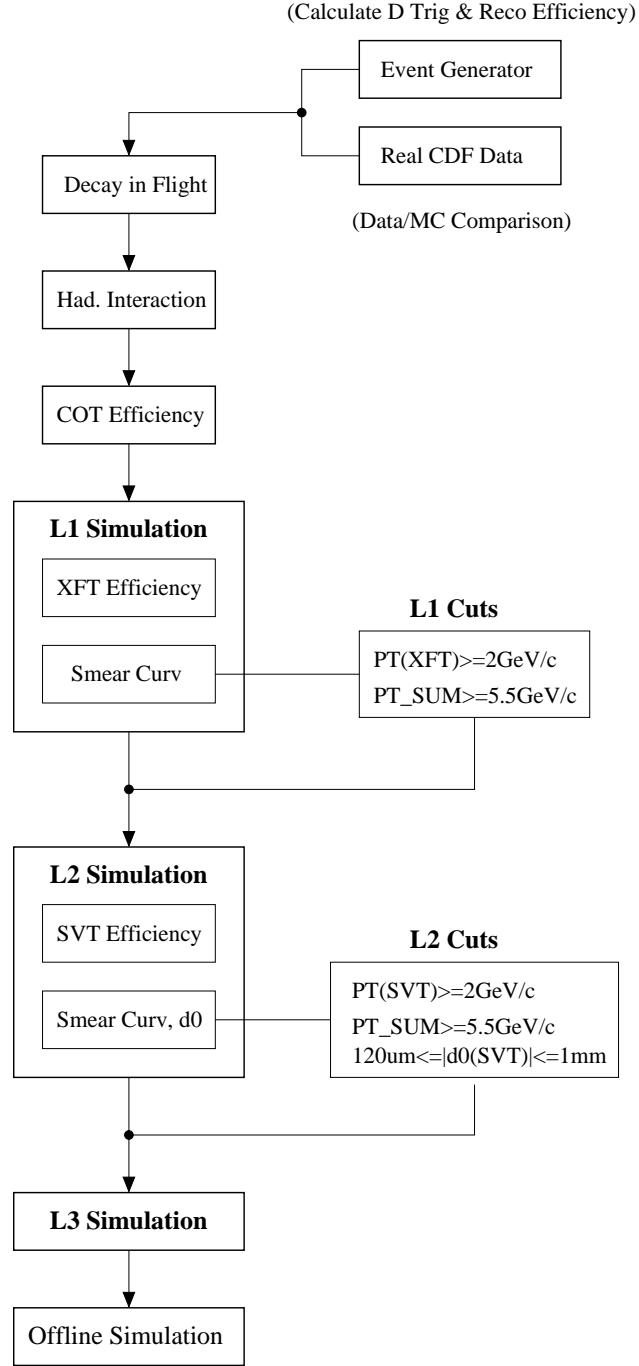 (Calculate D Trig & Reco Efficiency)
Event Generator
Real CDF Data
(Data/MC Comparison)
Decay in Flight
Had. Interaction
COT Efficiency
L1 Simulation
XFT Efficiency
Smear Curv
L1 Cuts
PT(XFT)>=2GeV/c
PT_SUM>=5.5GeV/c
L2 Simulation
SVT Efficiency
Smear Curv, d0
L2 Cuts
PT(SVT)>=2GeV/c
PT_SUM>=5.5GeV/c
120um<=|d0(SVT)|<=1mm
L3 Simulation
Offline Simulation